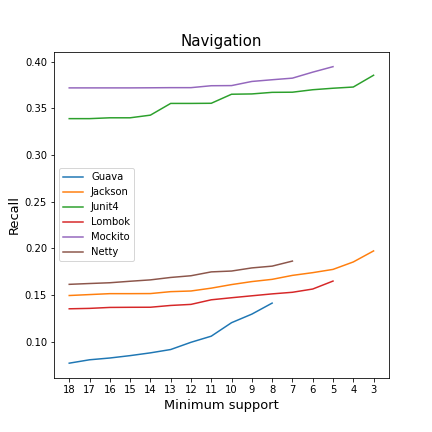 Navigation
0.40
0.35
0.30
0.25
0.20
0.15
0.10
Recall
Guava
Jackson
Junit4
Lombok
Mockito
Netty
18 17 16 15 14 13 12 11 10 9 8 7 6 5 4 3
Minimum support